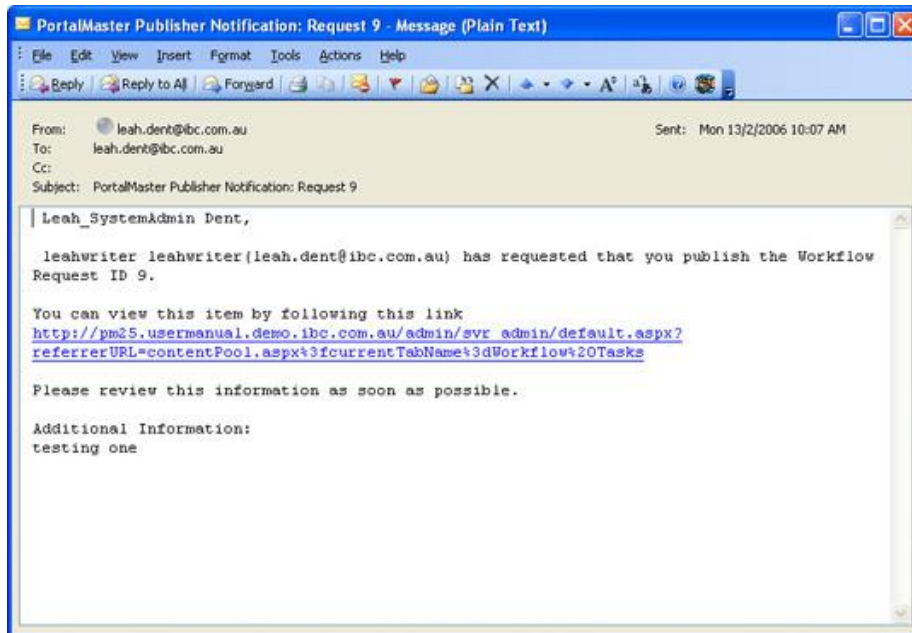 PortalMaster Publisher Notification: Request 9 - Message (Plain Text)
File Edit View Insert Format Tools Actions Help
Reply Reply to All Forward
From: leah.dent@ibc.com.au Sent: Mon 13/2/2006 10:07 AM
To: leah.dent@ibc.com.au
Cc:
Subject: PortalMaster Publisher Notification: Request 9
Leah_SystemAdmin Dent,
leahwriter leahwriter(leah.dent@ibc.com.au) has requested that you publish the Workflow
Request ID 9.
You can view this item by following this link
http://pm25.usermanual.demo.ibc.com.au/admin/svr_admin/default.aspx?
referrerURL=contentPool.aspx%3fcurrentTabName%3dWorkflow%20Tasks
Please review this information as soon as possible.
Additional Information:
testing one